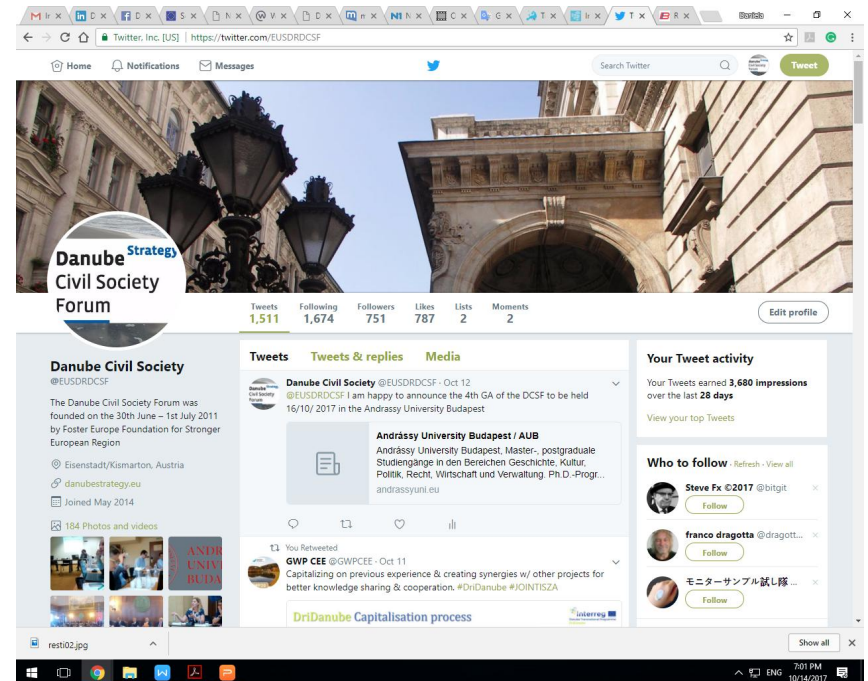 Twitter, Inc. [US] | https://twitter.com/EUSDRDCSF
Home Notifications Messages Search Twitter Tweet
Danube Strategy
Civil Society
Forum
Tweets Following Followers Likes Lists Moments
1,511 1,674 751 787 2 2
Edit profile
Danube Civil Society
@EUSDRDCSF
The Danube Civil Society Forum was
founded on the 30th June – 1st July 2011
by Foster Europe Foundation for Stronger
European Region
Eisenstadt/Kismarton, Austria
danubestrategy.eu
Joined May 2014
184 Photos and videos
Tweets Tweets & replies Media
Danube Civil Society @EUSDRDCSF · Oct 12
@EUSDRDCSF I am happy to announce the 4th GA of the DCSF to be held
16/10/ 2017 in the Andrassy University Budapest
Andrássy University Budapest / AUB
Andrássy University Budapest, Master-, postgraduale
Studiengänge in den Bereichen Geschichte, Kultur,
Politik, Recht, Wirtschaft und Verwaltung. Ph.D.-Progr...
andrassyuni.eu
You Retweeted
GWP CEE @GWPCEE · Oct 11
Capitalizing on previous experience & creating synergies w/ other projects for
better knowledge sharing & cooperation. #DriDanube #JOINTISZA
DriDanube Capitalisation process
Interreg
Your Tweet activity
Your Tweets earned 3,680 impressions
over the last 28 days
View your top Tweets
Who to follow · Refresh · View all
Steve Fx ©2017 @bitgit
Follow
franco dragotta @dragott...
Follow
モニターサンプル試し隊 ...
Follow
resti02.jpg
Show all
ENG
7:01 PM
10/14/2017